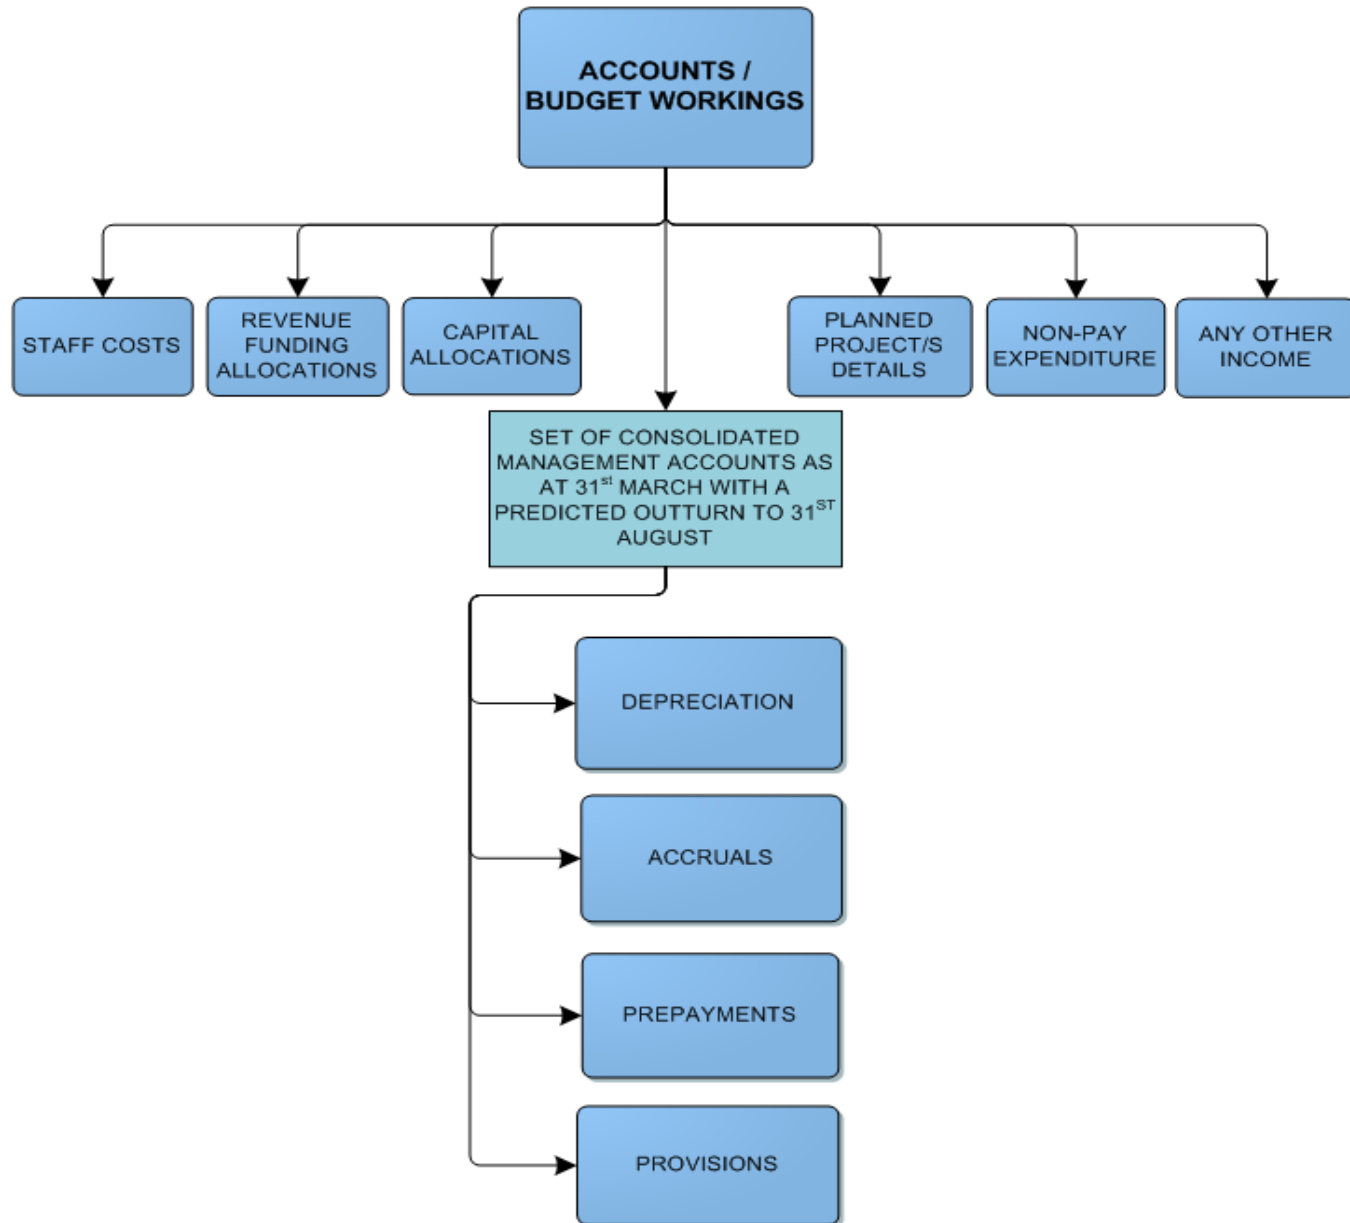 ACCOUNTS /
BUDGET WORKINGS
STAFF COSTS
REVENUE
FUNDING
ALLOCATIONS
CAPITAL
ALLOCATIONS
PLANNED
PROJECT/S
DETAILS
NON-PAY
EXPENDITURE
ANY OTHER
INCOME
SET OF CONSOLIDATED
MANAGEMENT ACCOUNTS AS
AT 31st MARCH WITH A
PREDICTED OUTTURN TO 31ST
AUGUST
DEPRECIATION
ACCRUALS
PREPAYMENTS
PROVISIONS